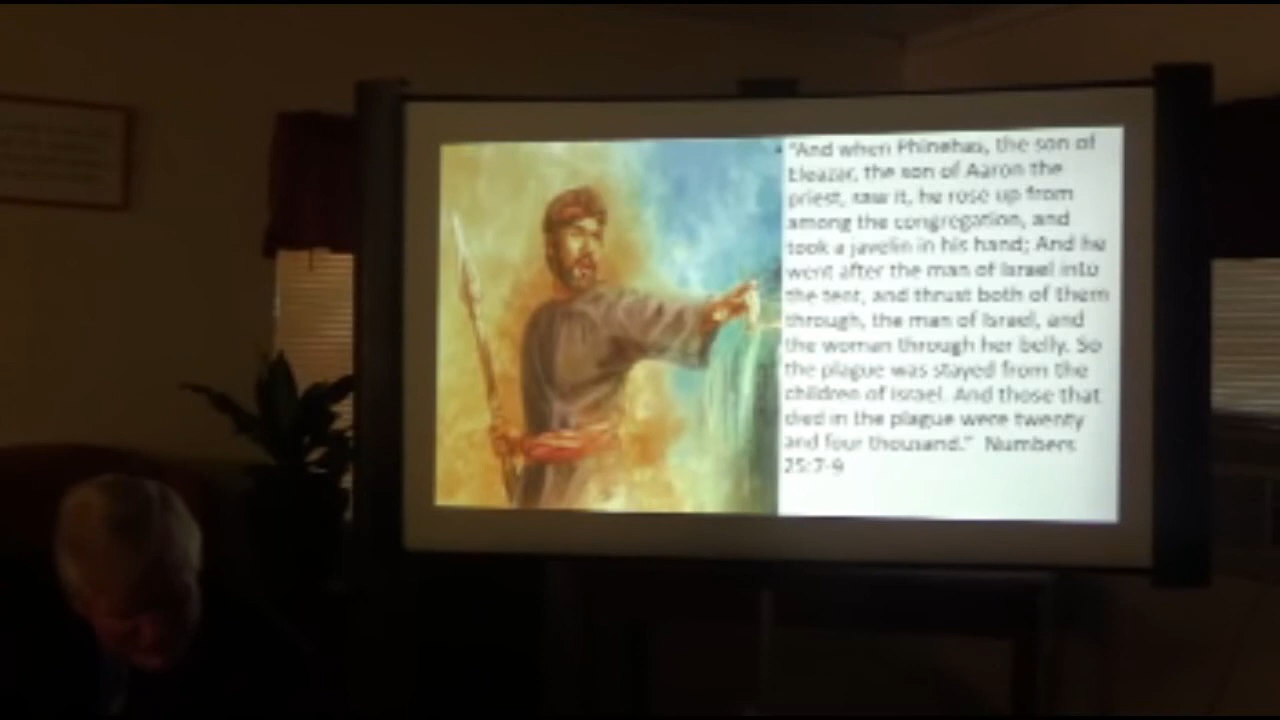 "And when Phinehas, the son of
Eleazar, the son of Aaron the
priest, saw it, he rose up from
among the congregation, and
took a javelin in his hand; And he
went after the man of Israel into
the tent, and thrust both of them
through, the man of Israel, and
the woman through her belly. So
the plague was stayed from the
children of Israel. And those that
died in the plague were twenty
and four thousand." Numbers
25:7-9